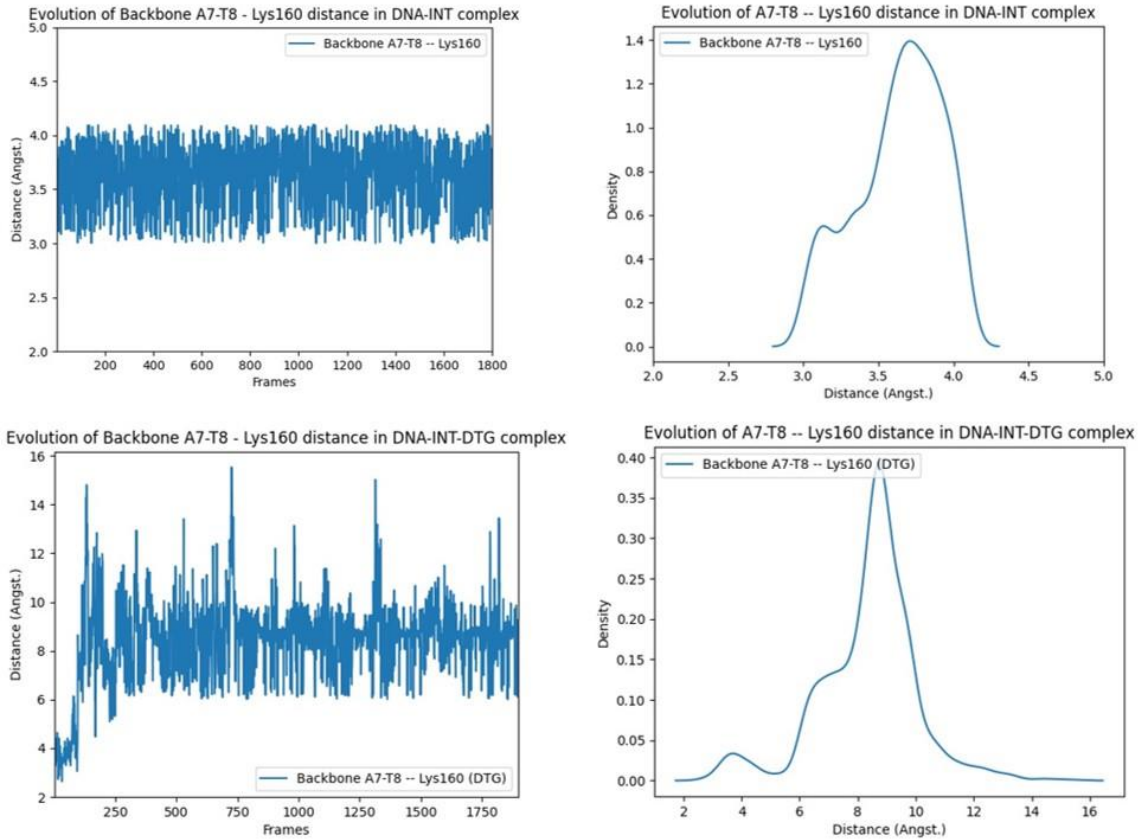 Evolution of Backbone A7-T8 - Lys160 distance in DNA-INT complex
5.0
4.5
4.0
3.5
3.0
2.5
2.0
Distance (Angst.)
Backbone A7-T8 -- Lys160
200 400 600 800 1000 1200 1400 1600 1800
Frames
Evolution of A7-T8 -- Lys160 distance in DNA-INT complex
1.4
1.2
1.0
0.8
0.6
0.4
0.2
0.0
Density
Backbone A7-T8 -- Lys160
2.0 2.5 3.0 3.5 4.0 4.5 5.0
Distance (Angst.)
Evolution of Backbone A7-T8 - Lys160 distance in DNA-INT-DTG complex
16
14
12
10
8
6
4
2
Distance (Angst.)
Backbone A7-T8 -- Lys160 (DTG)
250 500 750 1000 1250 1500 1750
Frames
Evolution of A7-T8 -- Lys160 distance in DNA-INT-DTG complex
0.40
0.35
0.30
0.25
0.20
0.15
0.10
0.05
0.00
Density
Backbone A7-T8 -- Lys160 (DTG)
2 4 6 8 10 12 14 16
Distance (Angst.)